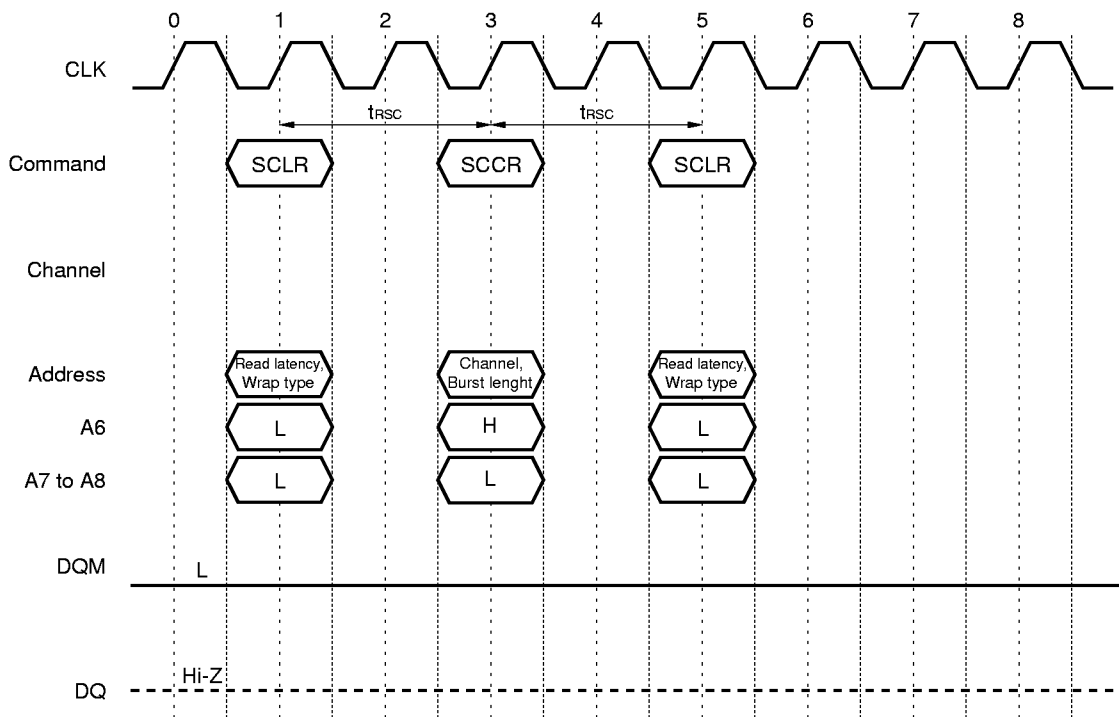 0 1 2 3 4 5 6 7 8
CLK
tRSC tRSC
Command SCLR SCCR SCLR
Channel
Address Read latency, Wrap type Channel, Burst lenght Read latency, Wrap type
A6 L H L
A7 to A8 L L L
DQM L
DQ Hi-Z